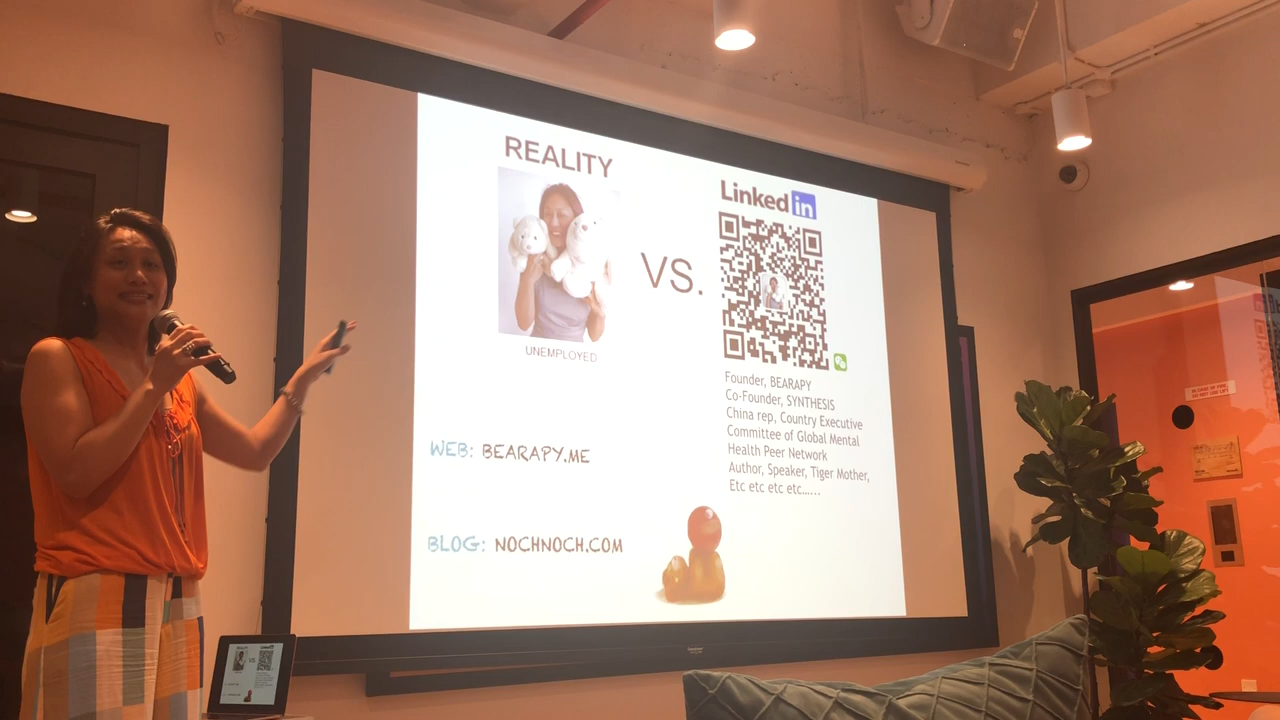 REALITY
LinkedIn
VS.
UNEMPLOYED
Founder, BEARAPY
Co-Founder, SYNTHESIS
China rep, Country Executive
Committee of Global Mental
Health Peer Network
Author, Speaker, Tiger Mother,
Etc etc etc etc......
WEB: BEARAPY.ME
BLOG: NOCHNOCH.COM